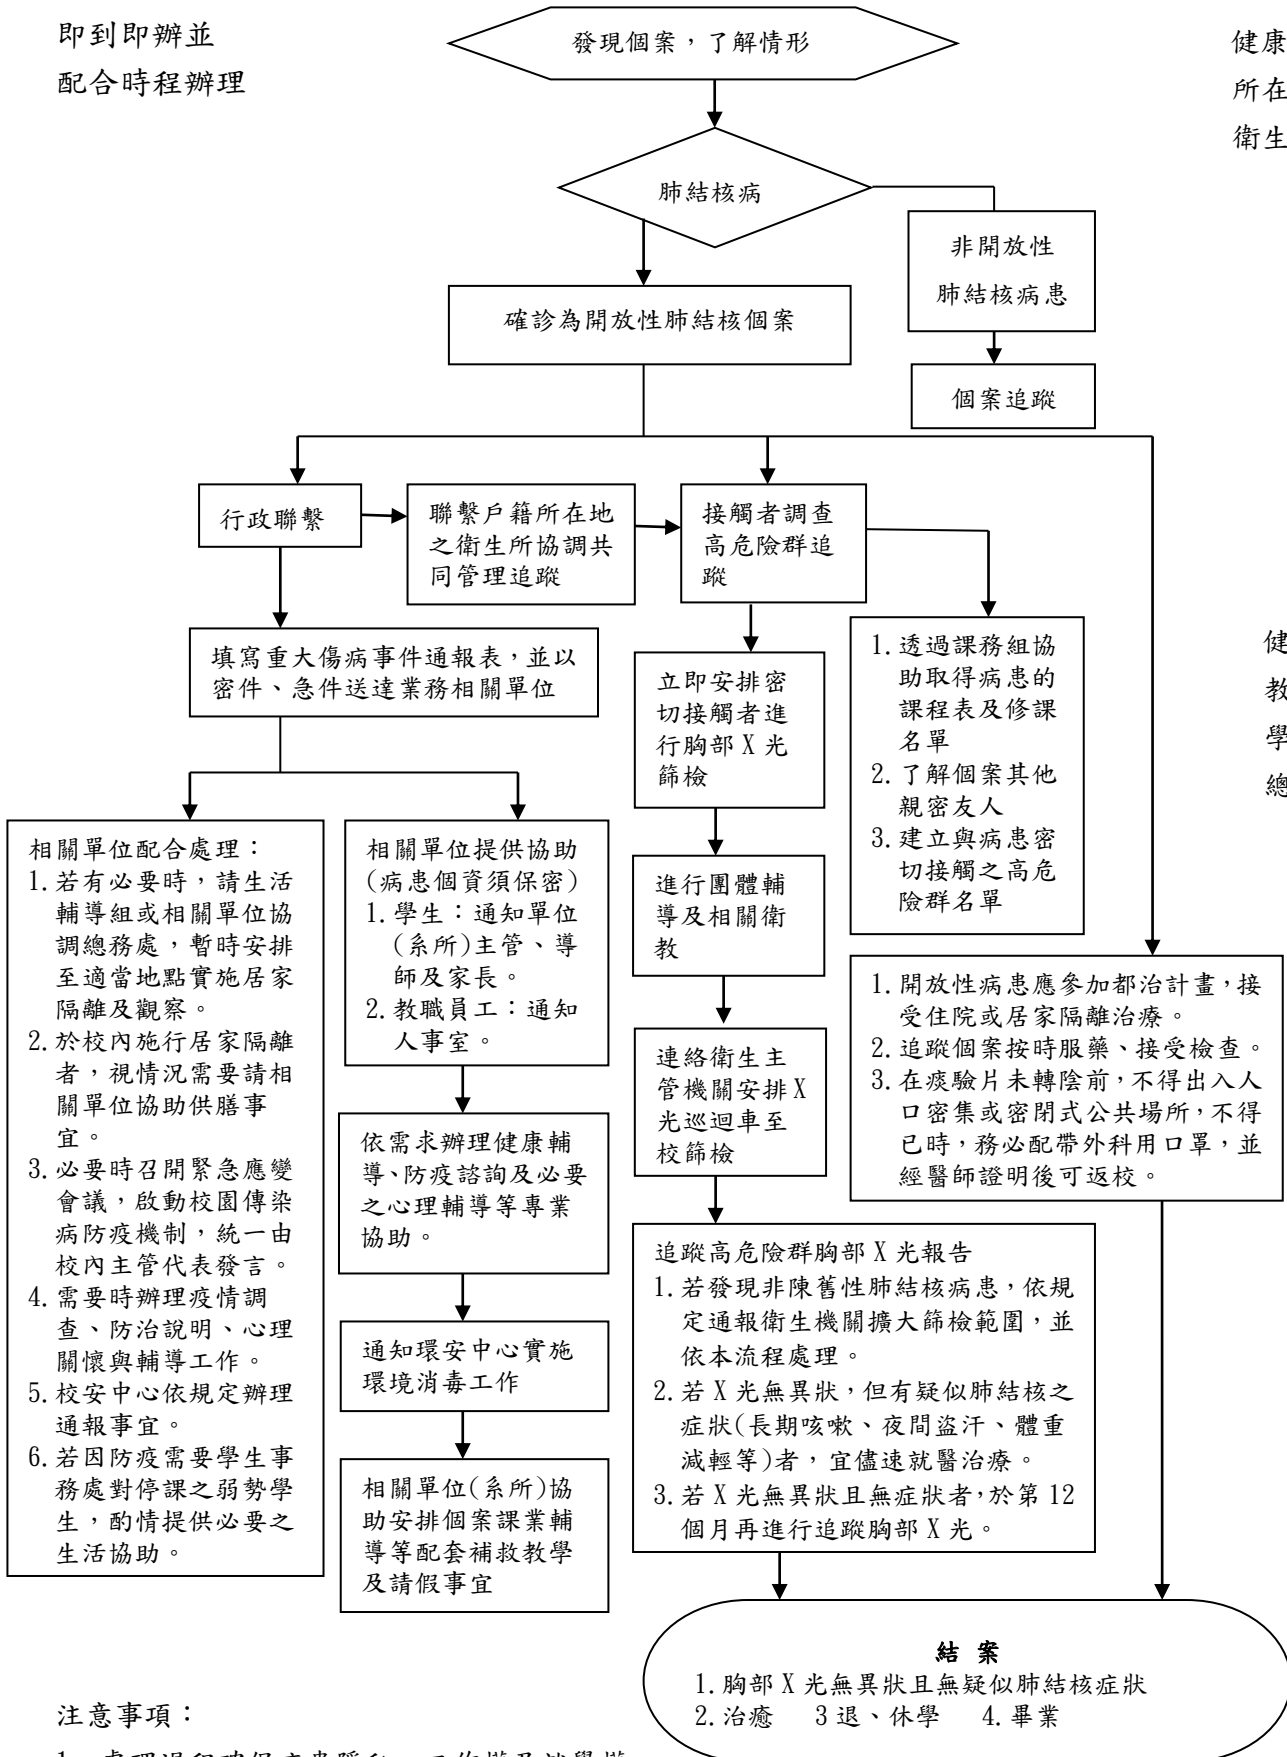 即到即辦並
配合時程辦理
發現個案，了解情形
健康
所在
衛生
肺結核病
非開放性
肺結核病患
確診為開放性肺結核個案
個案追蹤
行政聯繫
聯繫戶籍所在地
之衛生所協調共
同管理追蹤
接觸者調查
高危險群追
蹤
填寫重大傷病事件通報表，並以
密件、急件送達業務相關單位
立即安排密
切接觸者進
行胸部 X 光
篩檢
1.透過課務組協
助取得病患的
課程表及修課
名單
2.了解個案其他
親密友人
3.建立與病患密
切接觸之高危
險群名單
健
教
學
總
相關單位配合處理：
1.若有必要時，請生活
輔導組或相關單位協
調總務處，暫時安排
至適當地點實施居家
隔離及觀察。
2.於校內施行居家隔離
者，視情況需要請相
關單位協助供膳事
宜。
3.必要時召開緊急應變
會議，啟動校園傳染
病防疫機制，統一由
校內主管代表發言。
4.需要時辦理疫情調
查、防治說明、心理
關懷與輔導工作。
5.校安中心依規定辦理
通報事宜。
6.若因防疫需要學生事
務處對停課之弱勢學
生，酌情提供必要之
生活協助。
相關單位提供協助
(病患個資須保密)
1.學生：通知單位
(系所)主管、導
師及家長。
2.教職員工：通知
人事室。
進行團體輔
導及相關衛
教
1.開放性病患應參加都治計畫，接
受住院或居家隔離治療。
2.追蹤個案按時服藥、接受檢查。
3.在痰驗片未轉陰前，不得出入人
口密集或密閉式公共場所，不得
已時，務必配帶外科用口罩，並
經醫師證明後可返校。
連絡衛生主
管機關安排 X
光巡迴車至
校篩檢
依需求辦理健康輔
導、防疫諮詢及必要
之心理輔導等專業
協助。
追蹤高危險群胸部 X 光報告
1.若發現非陳舊性肺結核病患，依規
定通報衛生機關擴大篩檢範圍，並
依本流程處理。
2.若 X 光無異狀，但有疑似肺結核之
症狀(長期咳嗽、夜間盜汗、體重
減輕等)者，宜儘速就醫治療。
3.若 X 光無異狀且無症狀者，於第 12
個月再進行追蹤胸部 X 光。
通知環安中心實施
環境消毒工作
相關單位(系所)協
助安排個案課業輔
導等配套補救教學
及請假事宜
結 案
1.胸部 X 光無異狀且無疑似肺結核症狀
2.治癒 3 退、休學 4.畢業
注意事項：